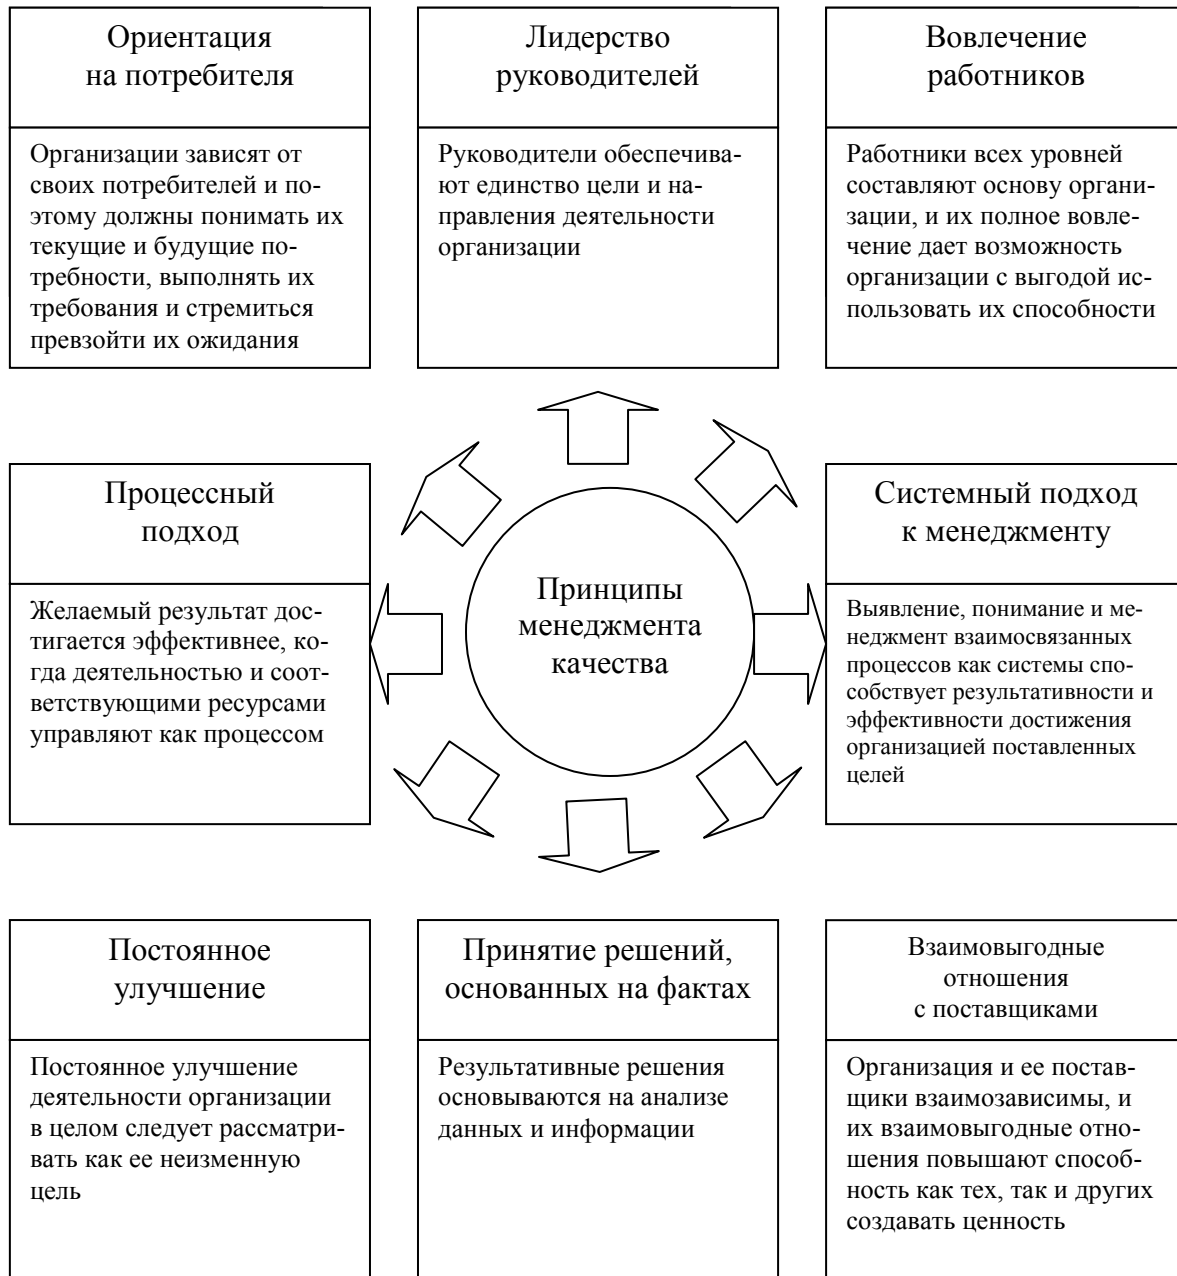 Ориентация
на потребителя
Организации зависят от
своих потребителей и по-
этому должны понимать их
текущие и будущие по-
требности, выполнять их
требования и стремиться
превзойти их ожидания
Лидерство
руководителей
Руководители обеспечива-
ют единство цели и на-
правления деятельности
организации
Вовлечение
работников
Работники всех уровней
составляют основу органи-
зации, и их полное вовле-
чение дает возможность
организации с выгодой ис-
пользовать их способности
Процессный
подход
Желаемый результат дос-
тигается эффективнее, ко-
гда деятельностью и соот-
ветствующими ресурсами
управляют как процессом
Принципы
менеджмента
качества
Системный подход
к менеджменту
Выявление, понимание и ме-
неджмент взаимосвязанных
процессов как системы спо-
собствует результативности и
эффективности достижения
организацией поставленных
целей
Постоянное
улучшение
Постоянное улучшение
деятельности организации
в целом следует рассматри-
вать как ее неизменную
цель
Принятие решений,
основанных на фактах
Результативные решения
основываются на анализе
данных и информации
Взаимовыгодные
отношения
с поставщиками
Организация и ее постав-
щики взаимозависимы, и
их взаимовыгодные отно-
шения повышают способ-
ность как тех, так и других
создавать ценность